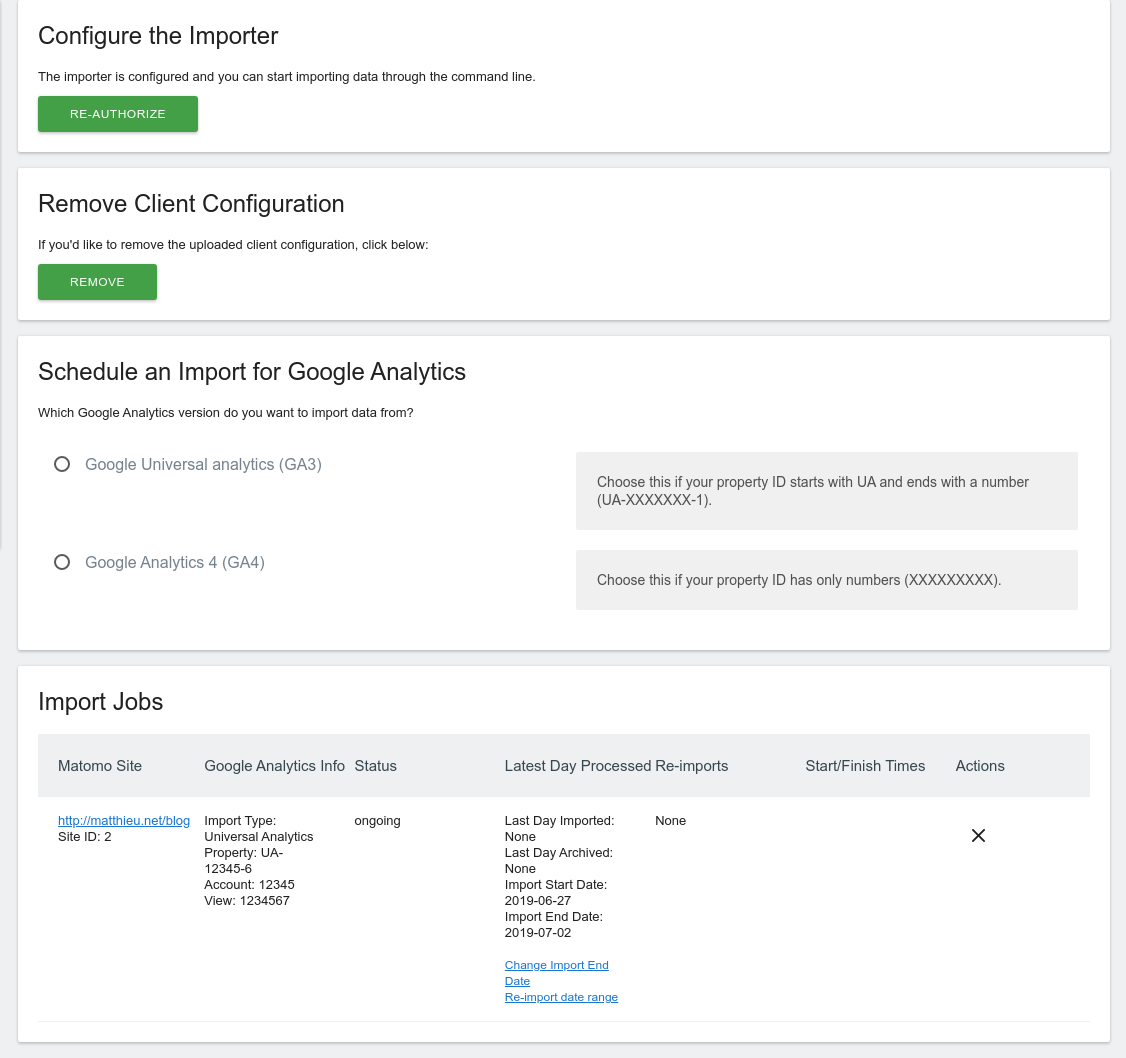 Configure the Importer
The importer is configured and you can start importing data through the command line.
RE-AUTHORIZE
Remove Client Configuration
If you'd like to remove the uploaded client configuration, click below:
REMOVE
Schedule an Import for Google Analytics
Which Google Analytics version do you want to import data from?
Google Universal analytics (GA3)
Choose this if your property ID starts with UA and ends with a number
(UA-XXXXXXX-1).
Google Analytics 4 (GA4)
Choose this if your property ID has only numbers (XXXXXXXXX).
Import Jobs
Matomo Site Google Analytics Info Status Latest Day Processed Re-imports Start/Finish Times Actions
http://matthieu.net/blog
Site ID: 2
Import Type:
Universal Analytics
Property: UA-
12345-6
Account: 12345
View: 1234567
ongoing
Last Day Imported:
None
Last Day Archived:
None
Import Start Date:
2019-06-27
Import End Date:
2019-07-02
Change Import End
Date
Re-import date range
None